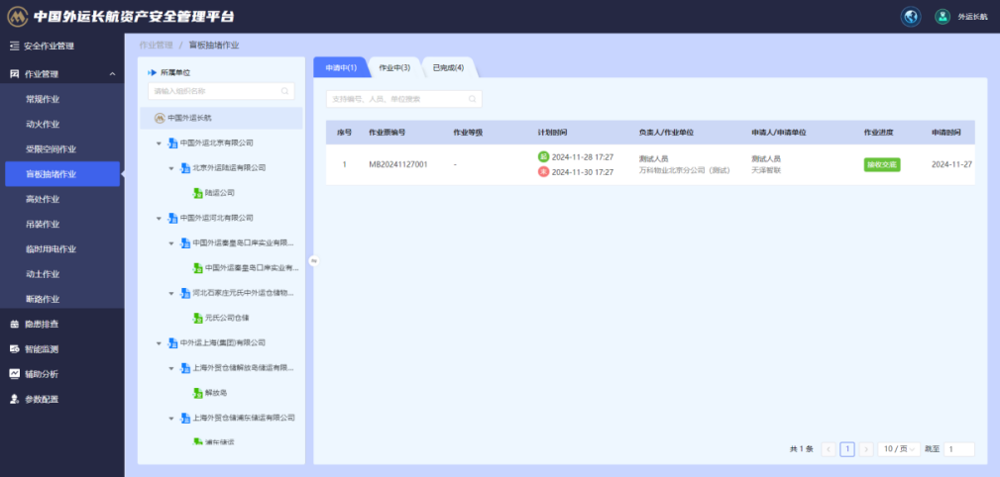 中国外运长航资产安全管理平台
外运长航
安全作业管理
作业管理
常规作业
动火作业
受限空间作业
盲板抽堵作业
高处作业
吊装作业
临时用电作业
动土作业
断路作业
隐患排查
智能监测
辅助分析
参数配置
作业管理 / 盲板抽堵作业
所属单位
请输入组织名称
中国外运长航
中国外运北京有限公司
北京外运陆运有限公司
陆运公司
中国外运河北有限公司
中国外运秦皇岛口岸实业有限...
中国外运秦皇岛口岸实业有...
河北石家庄元氏中外运仓储物...
元氏公司仓储
中外运上海(集团)有限公司
上海外贸仓储解放岛储运有限...
解放岛
上海外贸仓储浦东储运有限公司
浦东储运
申请中(1) 作业中(3) 已完成(4)
支持编号、人员、单位搜索
序号 作业票编号 作业等级 计划时间 负责人/作业单位 申请人/申请单位 作业进度 申请时间
1 MB20241127001 - 起 2024-11-28 17:27 测试人员 测试人员 接收交底 2024-11-27
末 2024-11-30 17:27 万科物业北京分公司（测试） 天泽智联
共 1 条 1 10 / 页 跳至 1